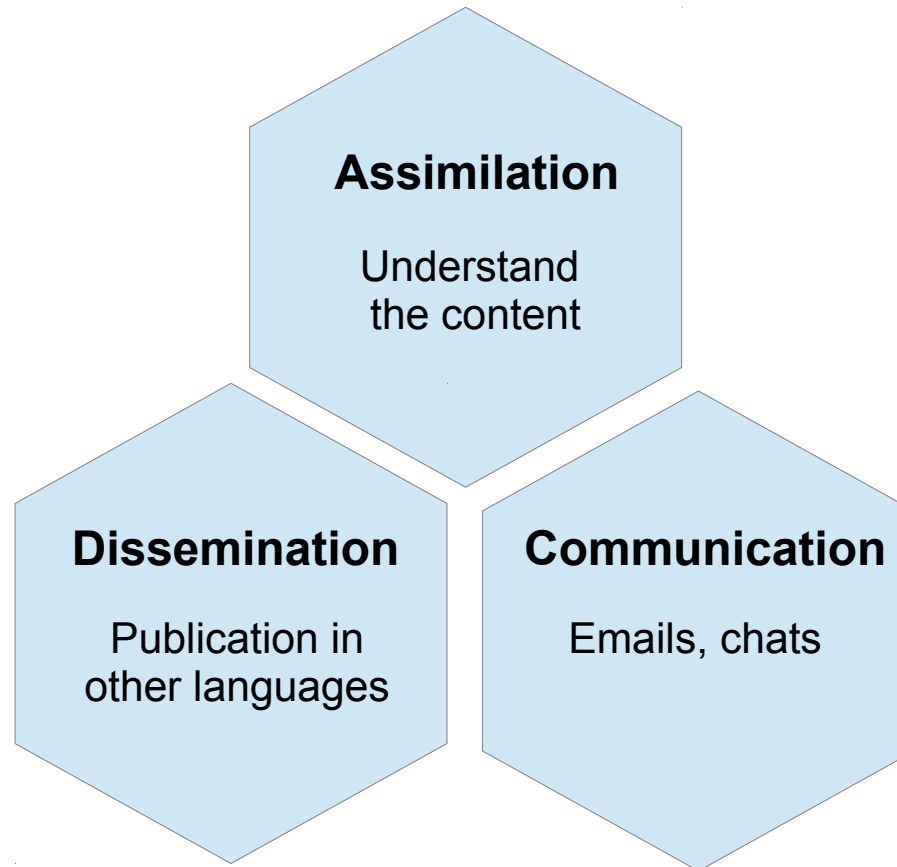 Assimilation
Understand
the content
Dissemination
Publication in
other languages
Communication
Emails, chats